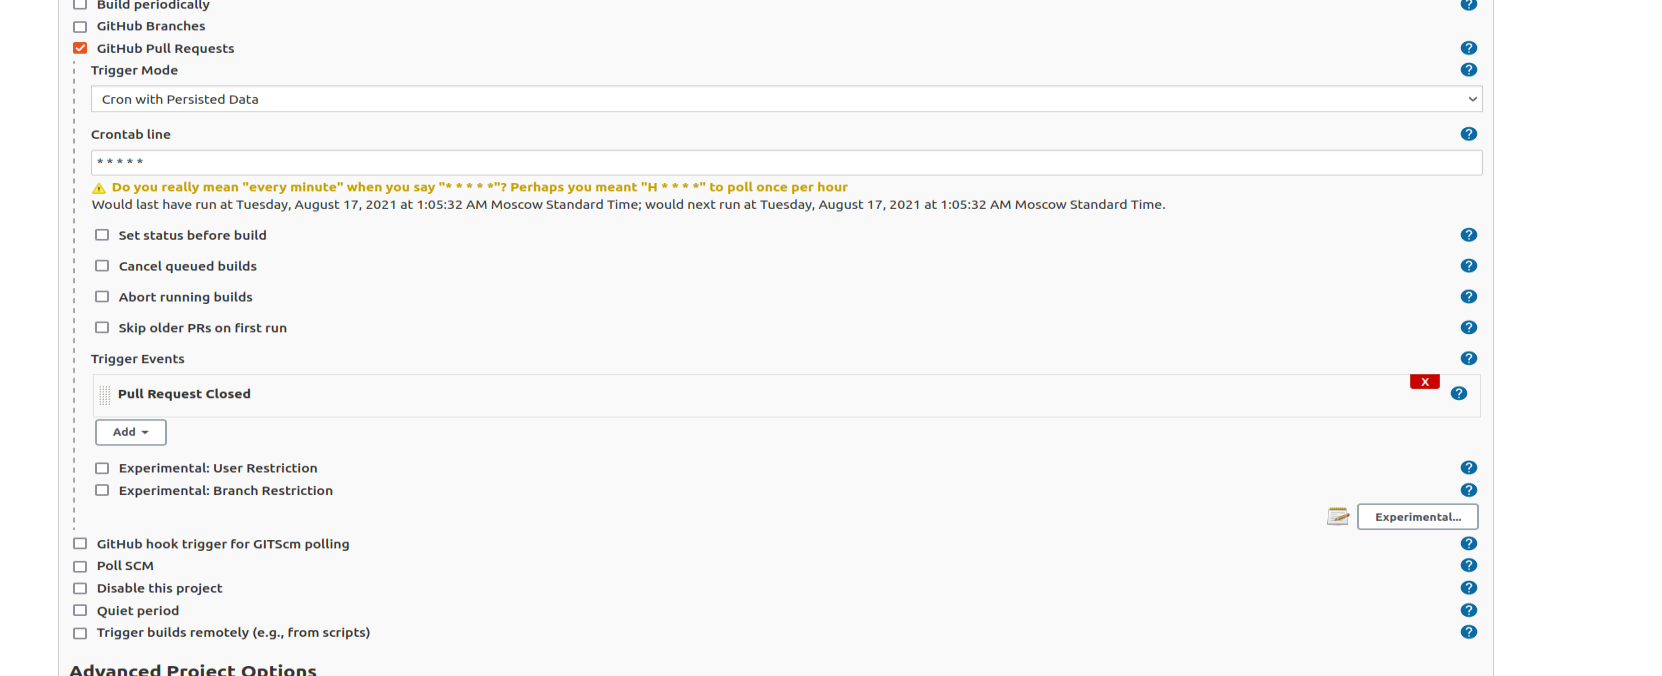 Build periodically
GitHub Branches
GitHub Pull Requests
Trigger Mode
Cron with Persisted Data
Crontab line
* * * * *
Do you really mean "every minute" when you say "* * * * *"? Perhaps you meant "H * * * *" to poll once per hour
Would last have run at Tuesday, August 17, 2021 at 1:05:32 AM Moscow Standard Time; would next run at Tuesday, August 17, 2021 at 1:05:32 AM Moscow Standard Time.
Set status before build
Cancel queued builds
Abort running builds
Skip older PRs on first run
Trigger Events
X
Pull Request Closed
Add
Experimental: User Restriction
Experimental: Branch Restriction
Experimental...
GitHub hook trigger for GITScm polling
Poll SCM
Disable this project
Quiet period
Trigger builds remotely (e.g., from scripts)
Advanced Project Options